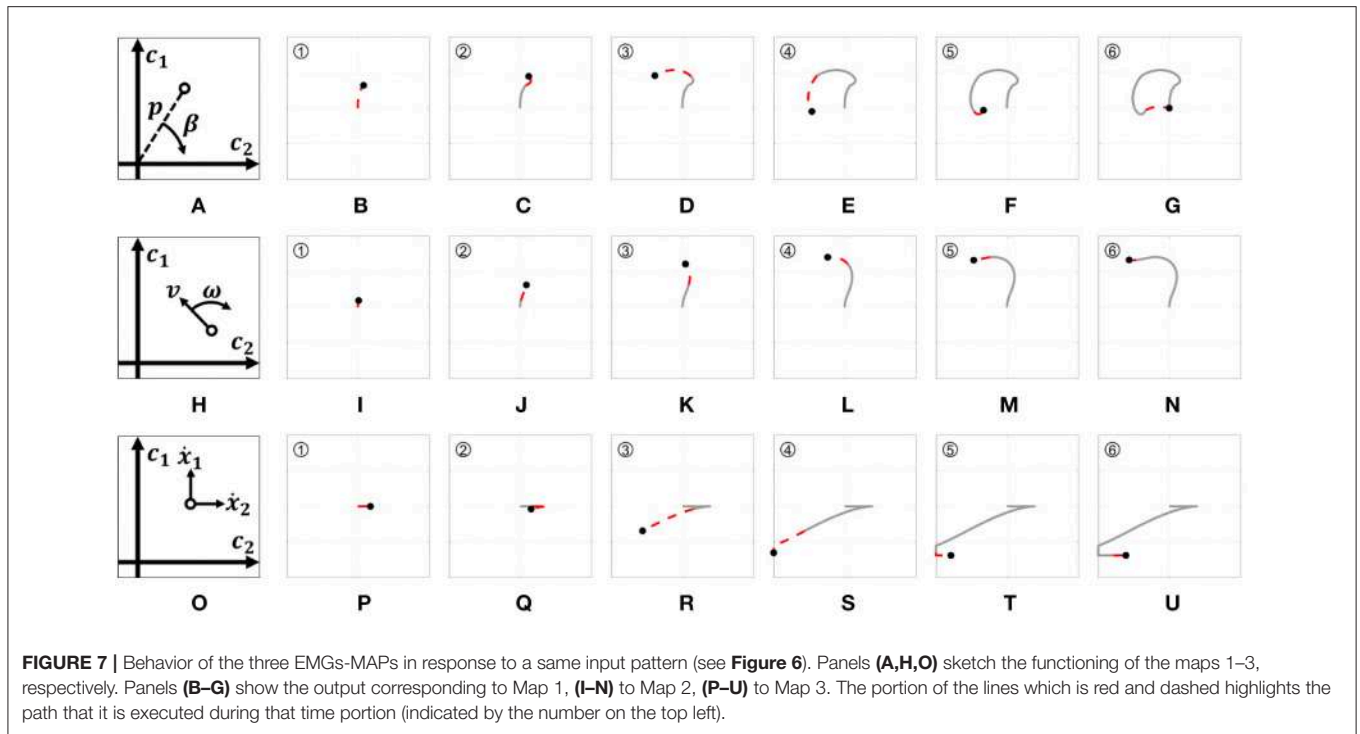 c₁
p
β
c₂
①
②
③
④
⑤
⑥
A
B
C
D
E
F
G
c₁
v
ω
c₂
①
②
③
④
⑤
⑥
H
I
J
K
L
M
N
c₁
ẋ₁
ẋ₂
c₂
①
②
③
④
⑤
⑥
O
P
Q
R
S
T
U
FIGURE 7 | Behavior of the three EMGs-MAPs in response to a same input pattern (see Figure 6). Panels (A,H,O) sketch the functioning of the maps 1–3,
respectively. Panels (B–G) show the output corresponding to Map 1, (I–N) to Map 2, (P–U) to Map 3. The portion of the lines which is red and dashed highlights the
path that it is executed during that time portion (indicated by the number on the top left).